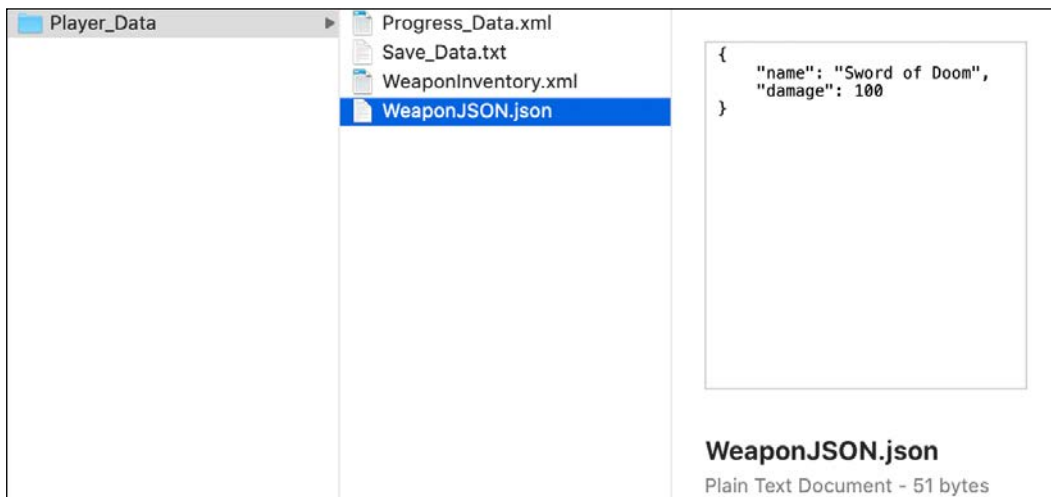 Player_Data
Progress_Data.xml
Save_Data.txt
WeaponInventory.xml
WeaponJSON.json
{
"name": "Sword of Doom",
"damage": 100
}
WeaponJSON.json
Plain Text Document - 51 bytes